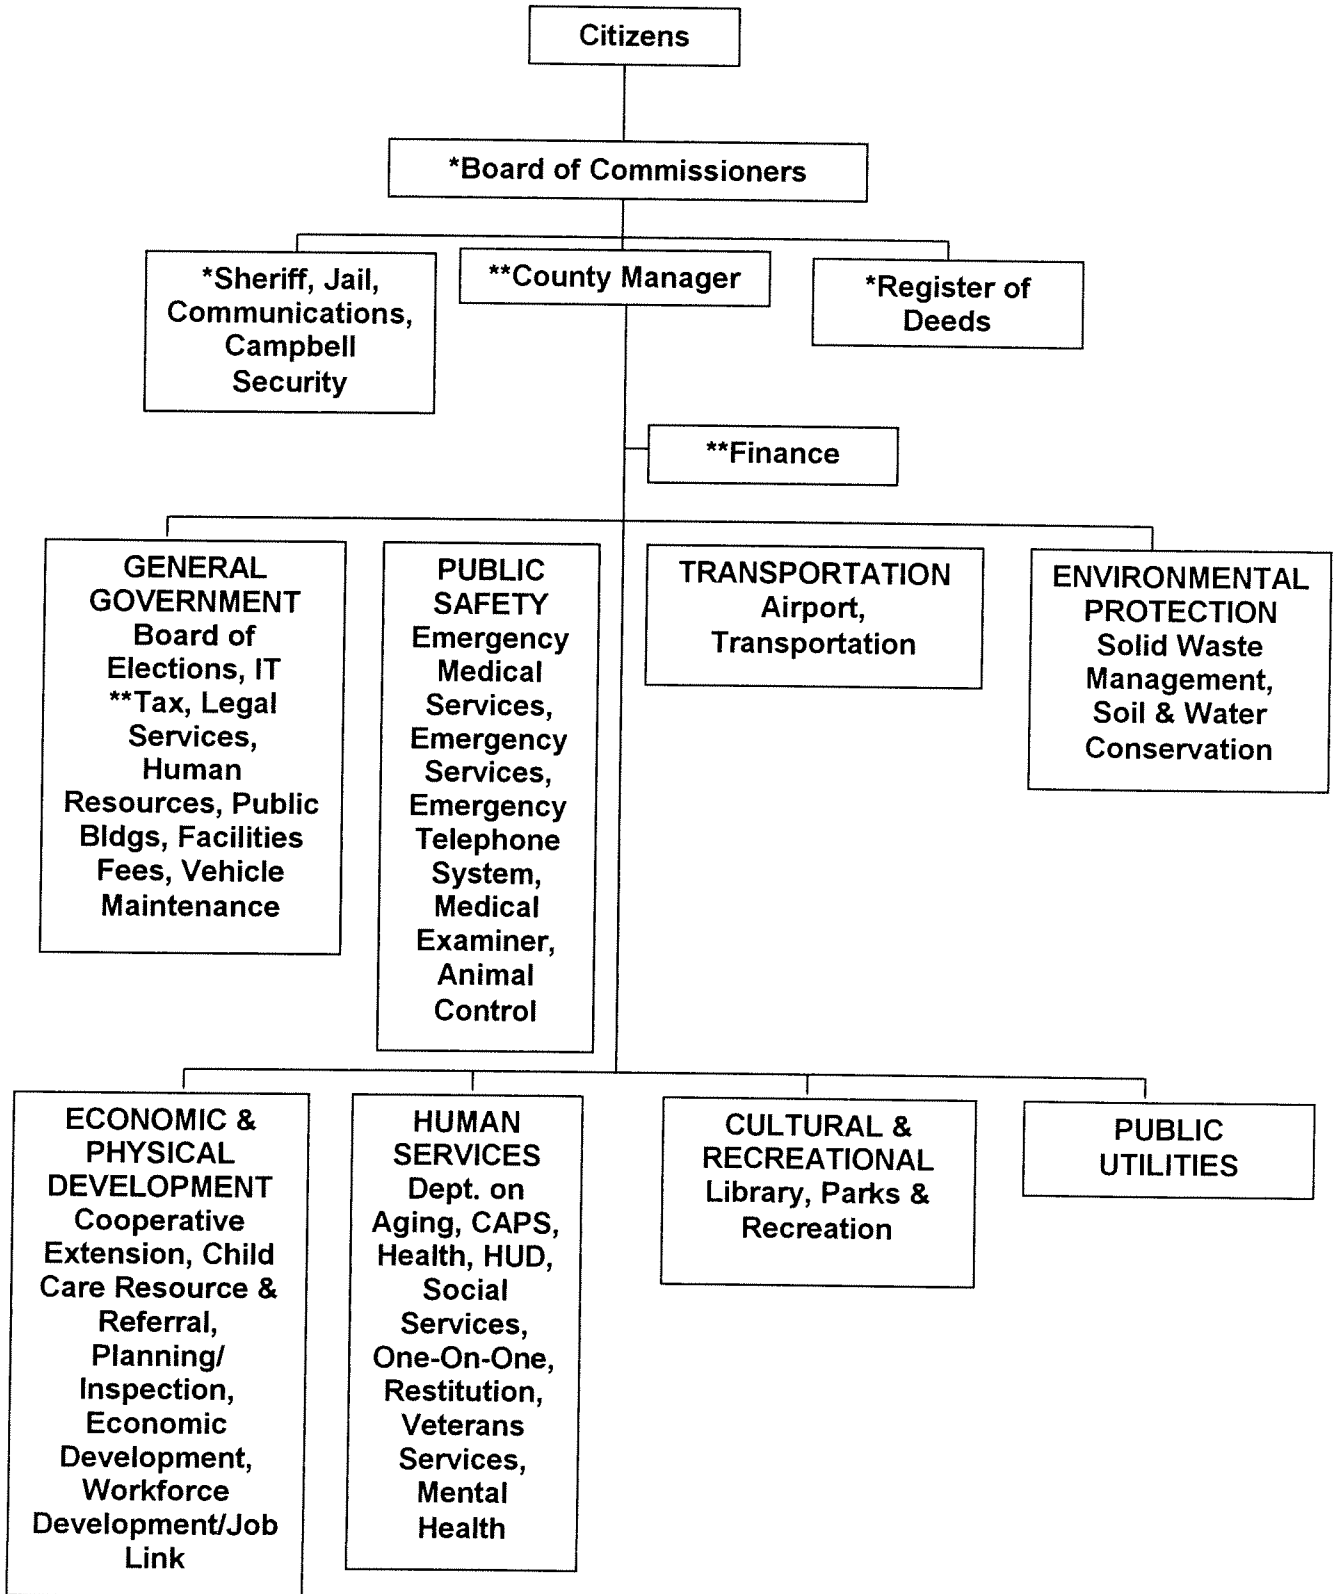 Citizens
*Board of Commissioners
*Sheriff, Jail,
Communications,
Campbell
Security
**County Manager
*Register of
Deeds
**Finance
GENERAL
GOVERNMENT
Board of
Elections, IT
**Tax, Legal
Services,
Human
Resources, Public
Bldgs, Facilities
Fees, Vehicle
Maintenance
PUBLIC
SAFETY
Emergency
Medical
Services,
Emergency
Services,
Emergency
Telephone
System,
Medical
Examiner,
Animal
Control
TRANSPORTATION
Airport,
Transportation
ENVIRONMENTAL
PROTECTION
Solid Waste
Management,
Soil & Water
Conservation
ECONOMIC &
PHYSICAL
DEVELOPMENT
Cooperative
Extension, Child
Care Resource &
Referral,
Planning/
Inspection,
Economic
Development,
Workforce
Development/Job
Link
HUMAN
SERVICES
Dept. on
Aging, CAPS,
Health, HUD,
Social
Services,
One-On-One,
Restitution,
Veterans
Services,
Mental
Health
CULTURAL &
RECREATIONAL
Library, Parks &
Recreation
PUBLIC
UTILITIES